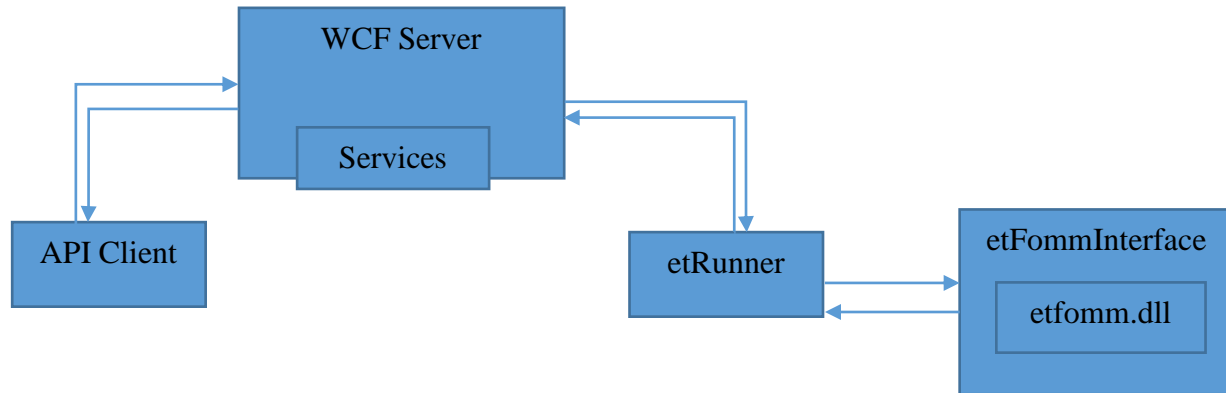 WCF Server
Services
API Client
etRunner
etFommInterface
etfomm.dll